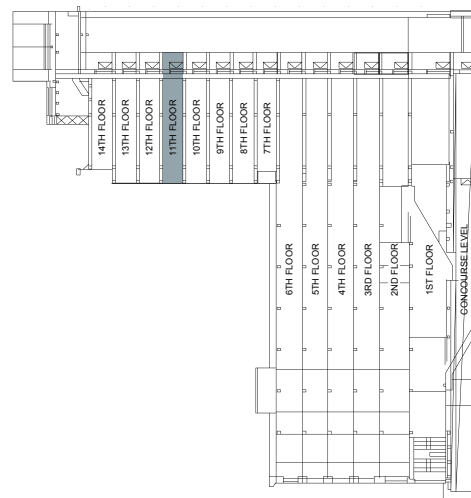 14TH FLOOR
13TH FLOOR
12TH FLOOR
11TH FLOOR
10TH FLOOR
9TH FLOOR
8TH FLOOR
7TH FLOOR
6TH FLOOR
5TH FLOOR
4TH FLOOR
3RD FLOOR
2ND FLOOR
1ST FLOOR
CONCOURSE LEVEL